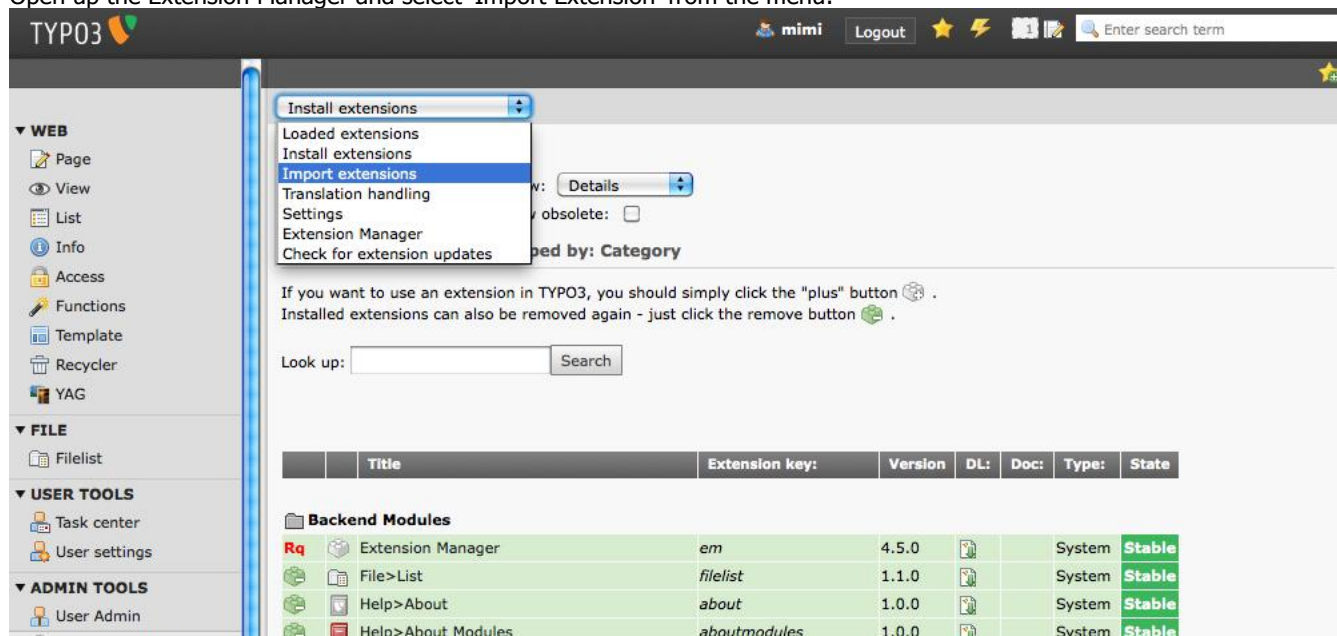 Open up the Extension Manager and select 'Import Extension' from the menu.
TYPO3
mimi Logout 1 Enter search term
Install extensions
Loaded extensions
Install extensions
Import extensions
Translation handling
Settings
Extension Manager
Check for extension updates
w: Details
obsolete:
ped by: Category
If you want to use an extension in TYPO3, you should simply click the "plus" button .
Installed extensions can also be removed again - just click the remove button .
Look up: Search
WEB
Page
View
List
Info
Access
Functions
Template
Recycler
YAG
FILE
Filelist
USER TOOLS
Task center
User settings
ADMIN TOOLS
User Admin
Title Extension key: Version DL: Doc: Type: State
Backend Modules
Rq Extension Manager em 4.5.0 System Stable
File>List filelist 1.1.0 System Stable
Help>About about 1.0.0 System Stable
Help>About Modules aboutmodules 1.0.0 System Stable